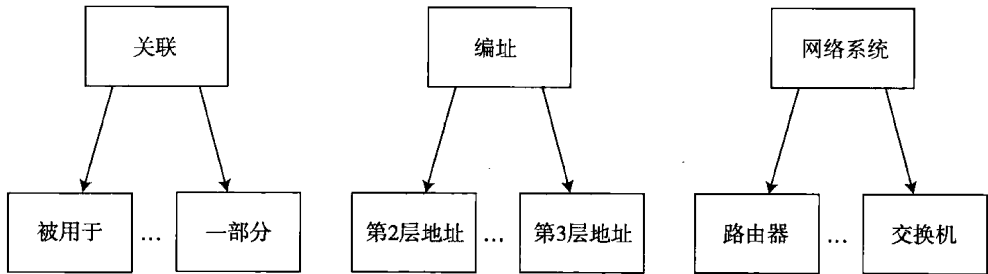 关联
编址
网络系统
被用于
...
一部分
第2层地址
...
第3层地址
路由器
...
交换机